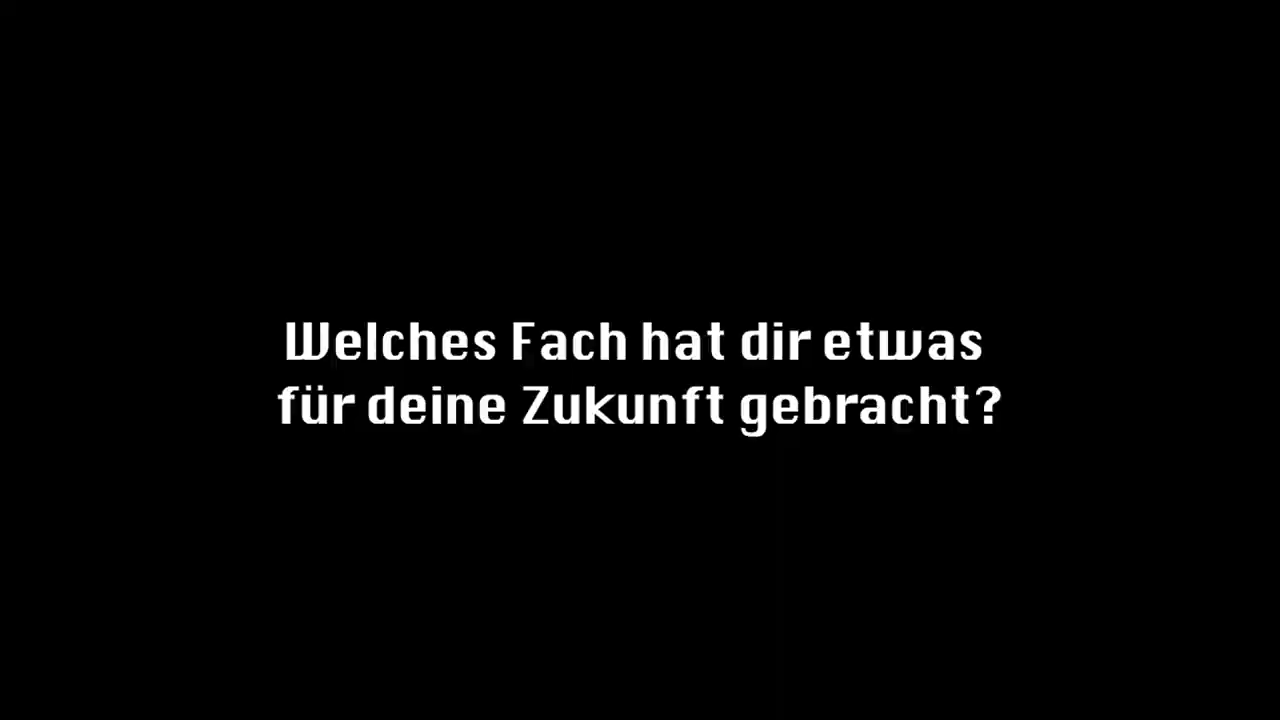 Welches Fach hat dir etwas
für deine Zukunft gebracht?